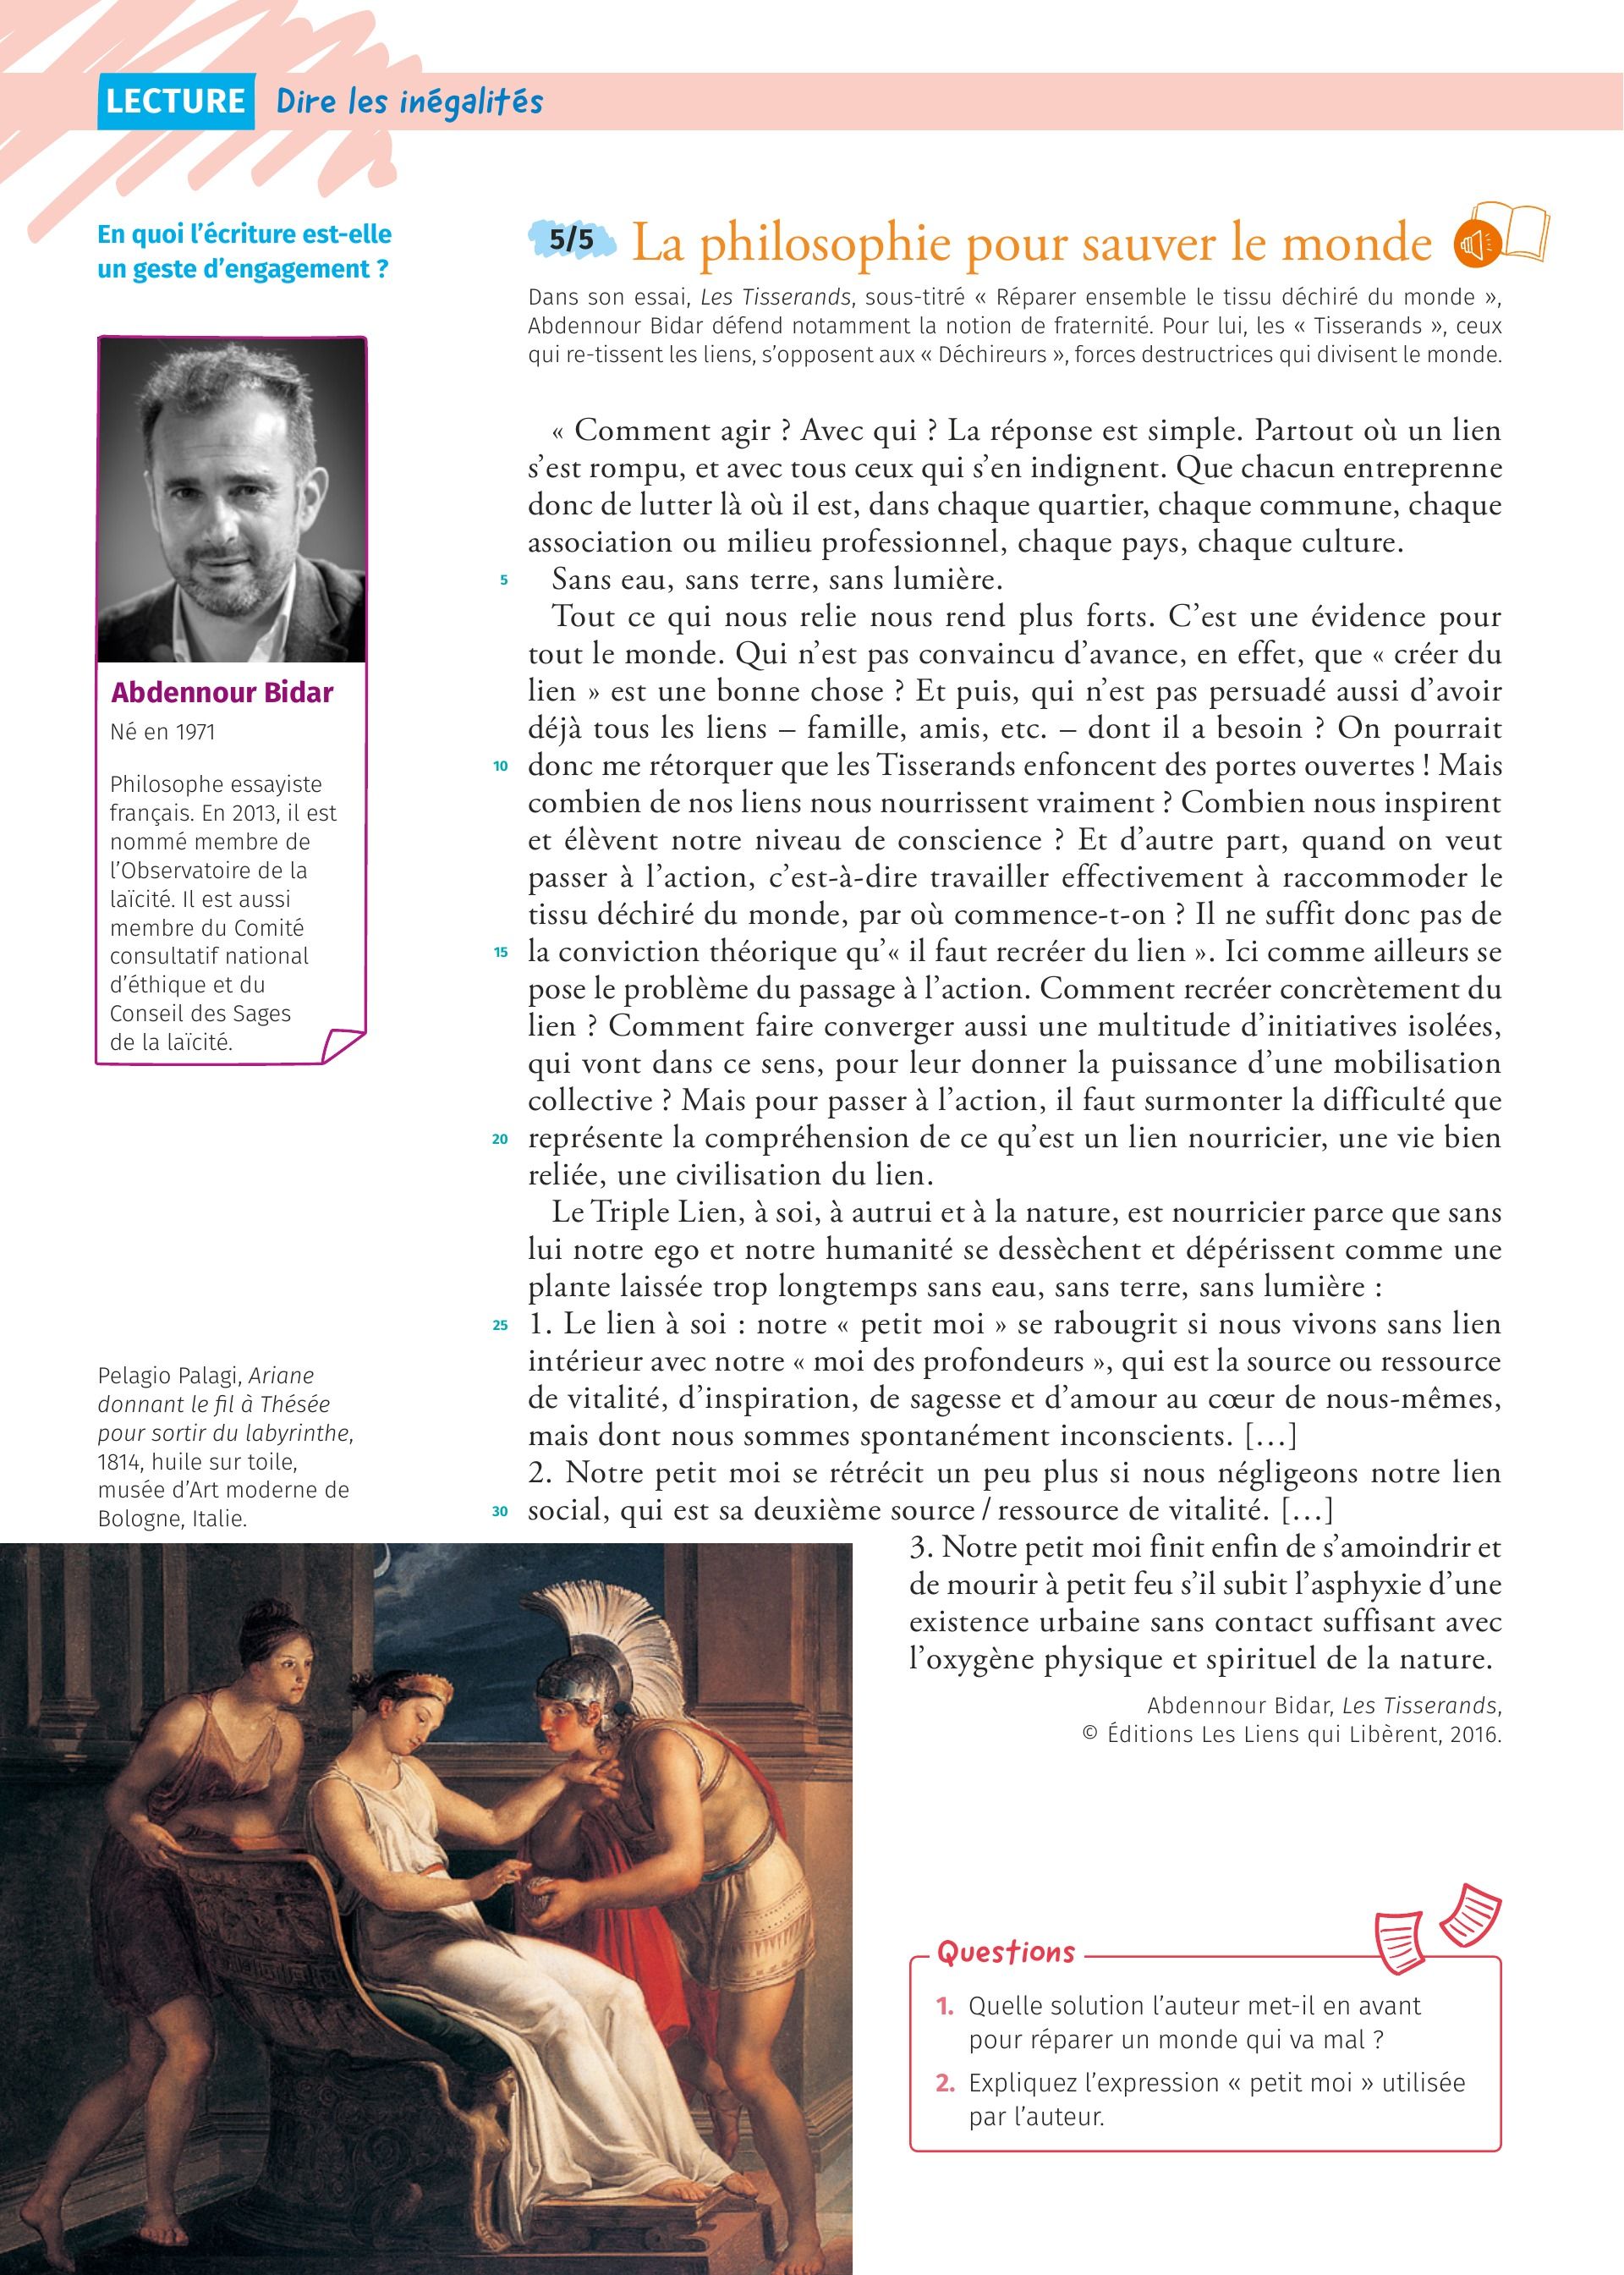 LECTURE Dire les inégalités
En quoi l’écriture est-elle
un geste d’engagement ?
Abdennour Bidar
Né en 1971
Philosophe essayiste
français. En 2013, il est
nommé membre de
l’Observatoire de la
laïcité. Il est aussi
membre du Comité
consultatif national
d’éthique et du
Conseil des Sages
de la laïcité.
5/5 La philosophie pour sauver le monde
Dans son essai, Les Tisserands, sous-titré « Réparer ensemble le tissu déchiré du monde »,
Abdennour Bidar défend notamment la notion de fraternité. Pour lui, les « Tisserands », ceux
qui re-tissent les liens, s’opposent aux « Déchireurs », forces destructrices qui divisent le monde.
« Comment agir ? Avec qui ? La réponse est simple. Partout où un lien
s’est rompu, et avec tous ceux qui s’en indignent. Que chacun entreprenne
donc de lutter là où il est, dans chaque quartier, chaque commune, chaque
association ou milieu professionnel, chaque pays, chaque culture.
5 Sans eau, sans terre, sans lumière.
Tout ce qui nous relie nous rend plus forts. C’est une évidence pour
tout le monde. Qui n’est pas convaincu d’avance, en effet, que « créer du
lien » est une bonne chose ? Et puis, qui n’est pas persuadé aussi d’avoir
déjà tous les liens – famille, amis, etc. – dont il a besoin ? On pourrait
10 donc me rétorquer que les Tisserands enfoncent des portes ouvertes ! Mais
combien de nos liens nous nourrissent vraiment ? Combien nous inspirent
et élèvent notre niveau de conscience ? Et d’autre part, quand on veut
passer à l’action, c’est-à-dire travailler effectivement à raccommoder le
tissu déchiré du monde, par où commence-t-on ? Il ne suffit donc pas de
15 la conviction théorique qu’« il faut recréer du lien ». Ici comme ailleurs se
pose le problème du passage à l’action. Comment recréer concrètement du
lien ? Comment faire converger aussi une multitude d’initiatives isolées,
qui vont dans ce sens, pour leur donner la puissance d’une mobilisation
collective ? Mais pour passer à l’action, il faut surmonter la difficulté que
20 représente la compréhension de ce qu’est un lien nourricier, une vie bien
reliée, une civilisation du lien.
Le Triple Lien, à soi, à autrui et à la nature, est nourricier parce que sans
lui notre ego et notre humanité se dessèchent et dépérissent comme une
plante laissée trop longtemps sans eau, sans terre, sans lumière :
25 1. Le lien à soi : notre « petit moi » se rabougrit si nous vivons sans lien
intérieur avec notre « moi des profondeurs », qui est la source ou ressource
de vitalité, d’inspiration, de sagesse et d’amour au cœur de nous-mêmes,
mais dont nous sommes spontanément inconscients. […]
2. Notre petit moi se rétrécit un peu plus si nous négligeons notre lien
30 social, qui est sa deuxième source / ressource de vitalité. […]
3. Notre petit moi finit enfin de s’amoindrir et
de mourir à petit feu s’il subit l’asphyxie d’une
existence urbaine sans contact suffisant avec
l’oxygène physique et spirituel de la nature.
Abdennour Bidar, Les Tisserands,
© Éditions Les Liens qui Libèrent, 2016.
Pelagio Palagi, Ariane
donnant le fil à Thésée
pour sortir du labyrinthe,
1814, huile sur toile,
musée d’Art moderne de
Bologne, Italie.
Questions
1. Quelle solution l’auteur met-il en avant
pour réparer un monde qui va mal ?
2. Expliquez l’expression « petit moi » utilisée
par l’auteur.